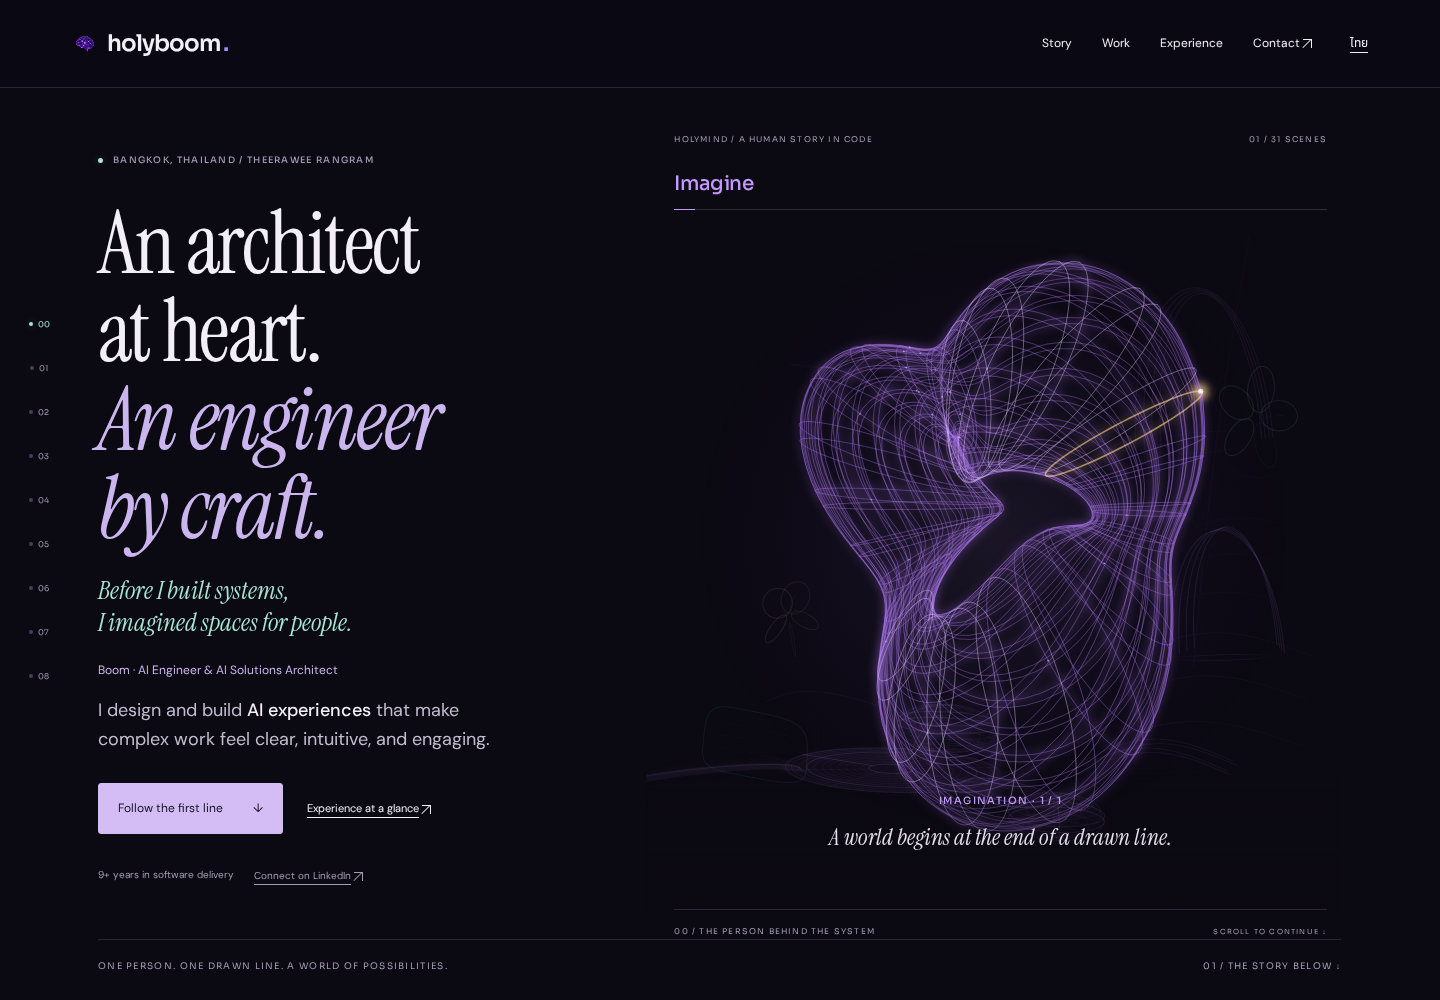 holyboom.
Story
Work
Experience
Contact
ไทย
BANGKOK, THAILAND / THEERAWEE RANGRAM
An architect
at heart.
An engineer
by craft.
Before I built systems,
I imagined spaces for people.
Boom · AI Engineer & AI Solutions Architect
I design and build AI experiences that make
complex work feel clear, intuitive, and engaging.
Follow the first line ↓
Experience at a glance
9+ years in software delivery
Connect on LinkedIn
00
01
02
03
04
05
06
07
08
HOLYMIND / A HUMAN STORY IN CODE
01 / 31 SCENES
Imagine
IMAGINATION · 1 / 1
A world begins at the end of a drawn line.
00 / THE PERSON BEHIND THE SYSTEM
SCROLL TO CONTINUE ↓
ONE PERSON. ONE DRAWN LINE. A WORLD OF POSSIBILITIES.
01 / THE STORY BELOW ↓